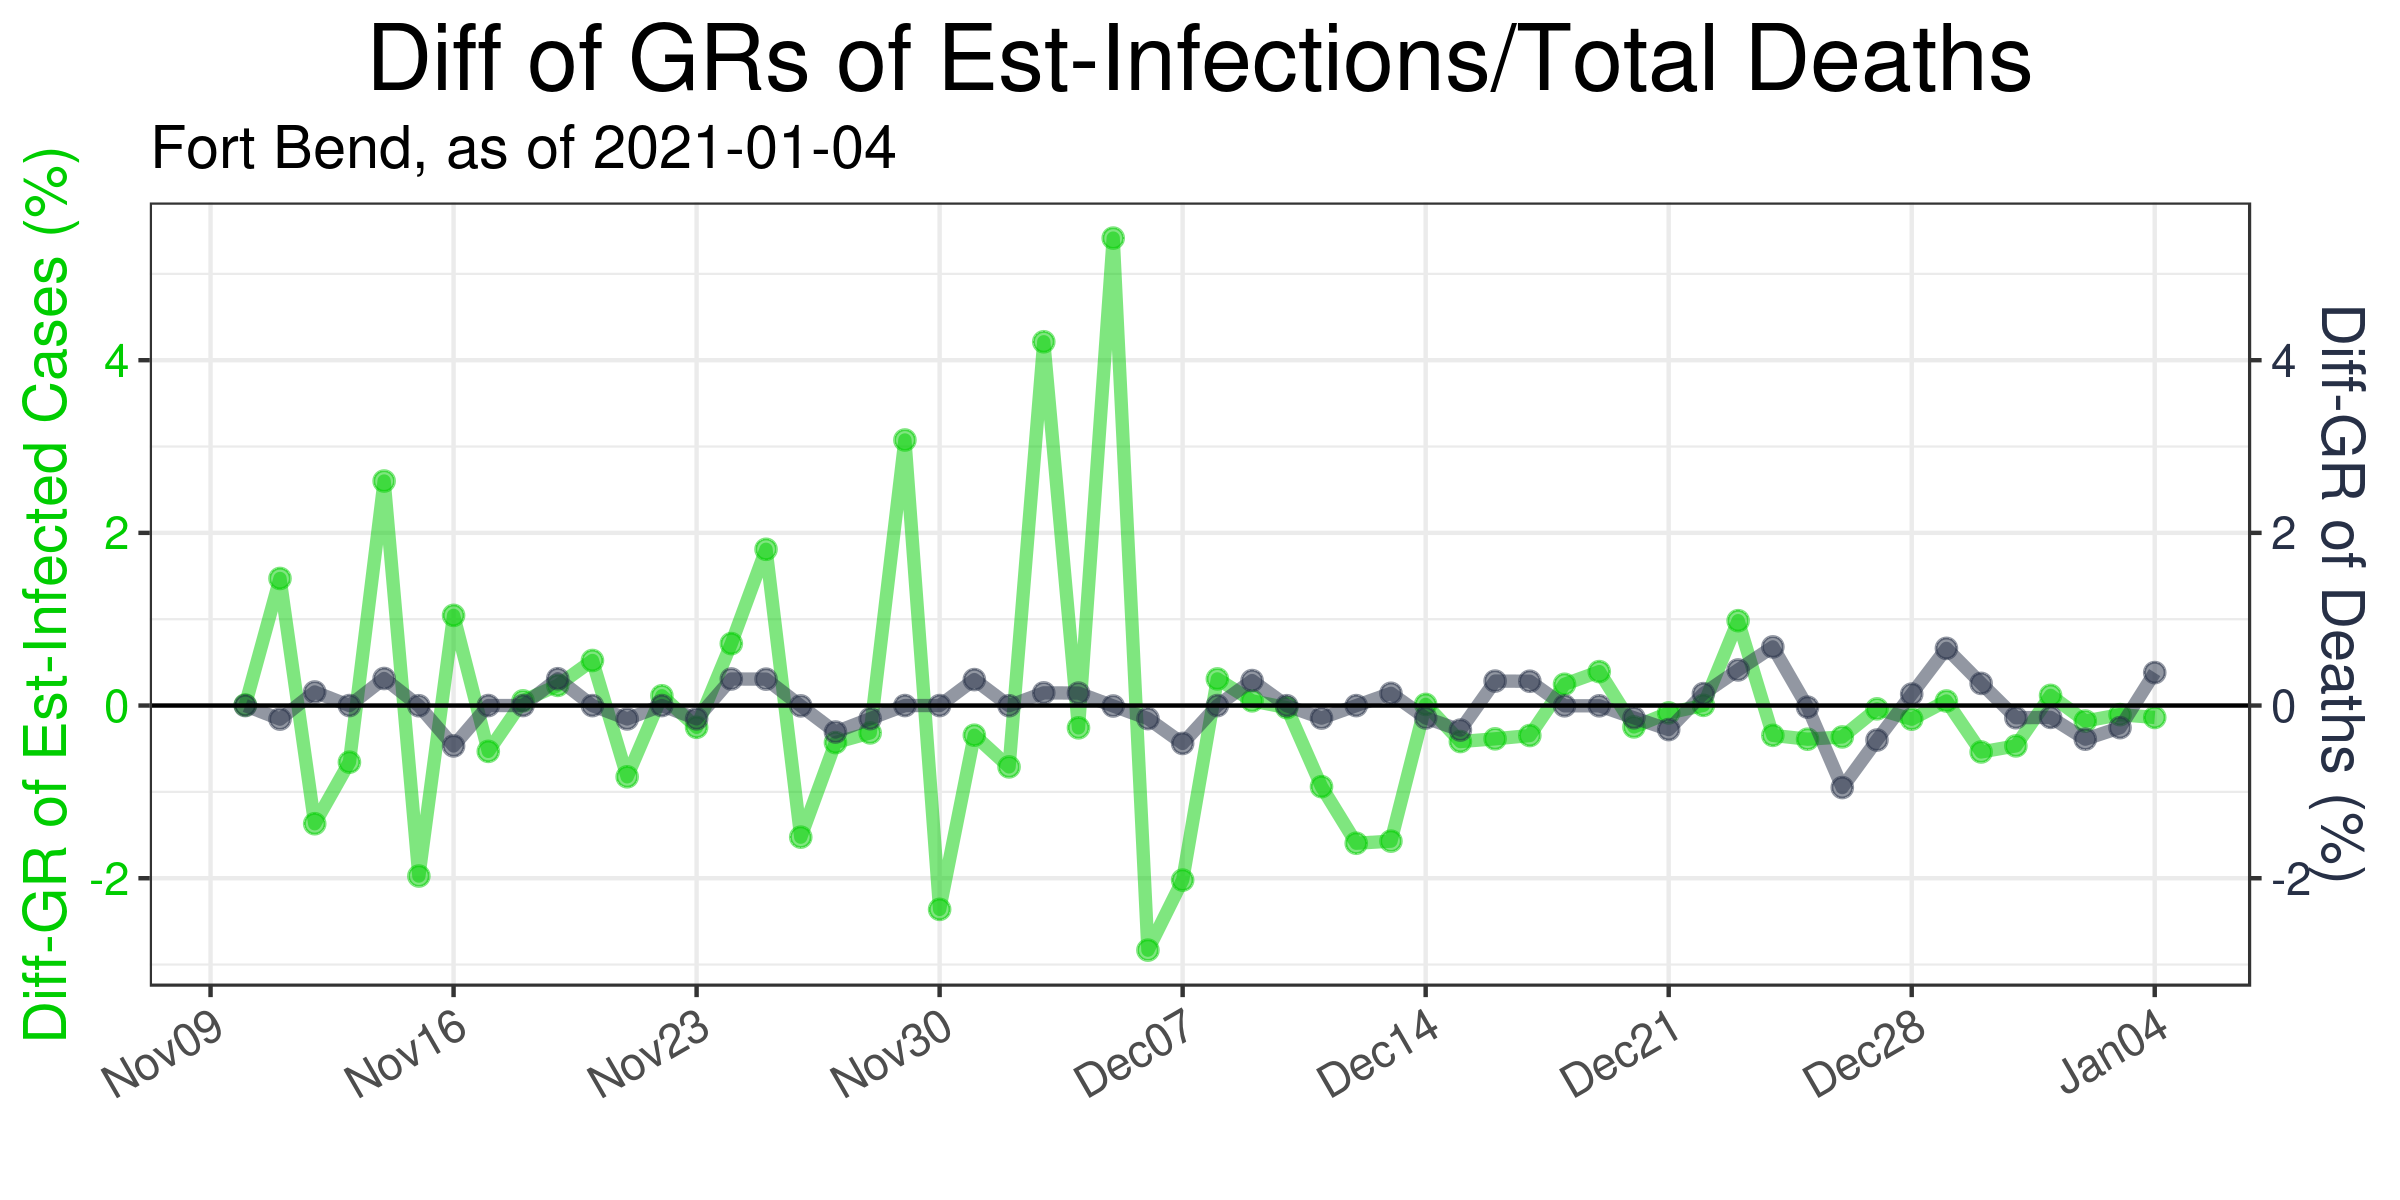 Diff of GRs of Est-Infections/Total Deaths
Fort Bend, as of 2021-01-04
Diff-GR of Est-Infected Cases (%)
4
2
0
-2
4
2
0
-2
Diff-GR of Deaths (%)
Nov09
Nov16
Nov23
Nov30
Dec07
Dec14
Dec21
Dec28
Jan04